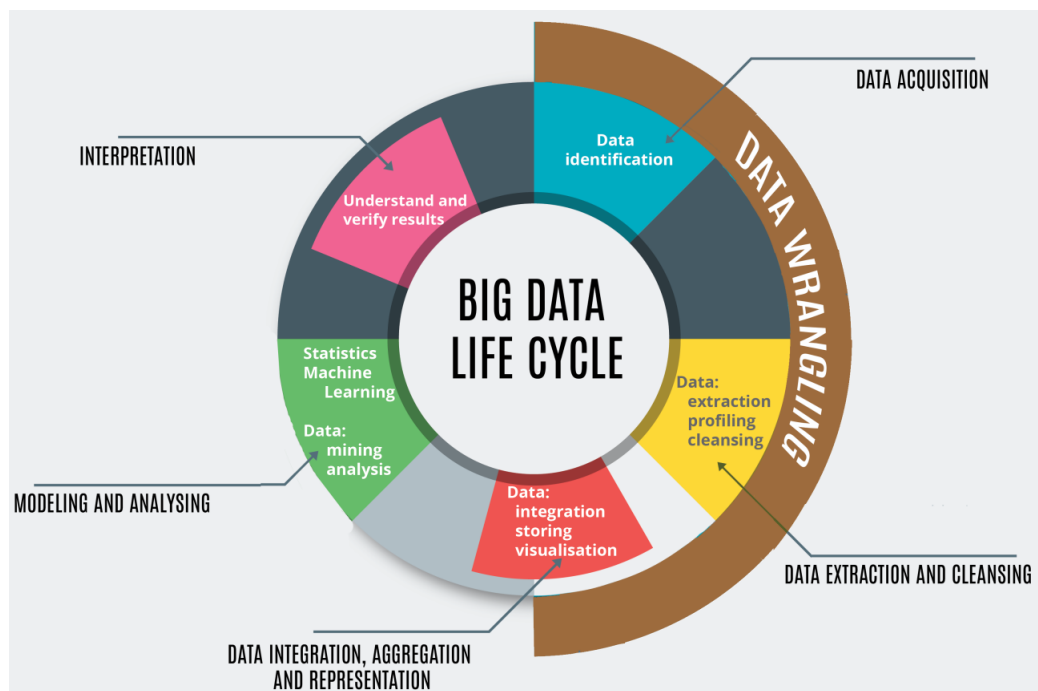 DATA ACQUISITION
Data
identification
DATA WRANGLING
INTERPRETATION
Understand and
verify results
BIG DATA
LIFE CYCLE
Statistics
Machine
Learning
Data:
mining
analysis
Data:
extraction
profiling
cleansing
MODELING AND ANALYSING
Data:
integration
storing
visualisation
DATA EXTRACTION AND CLEANSING
DATA INTEGRATION, AGGREGATION
AND REPRESENTATION